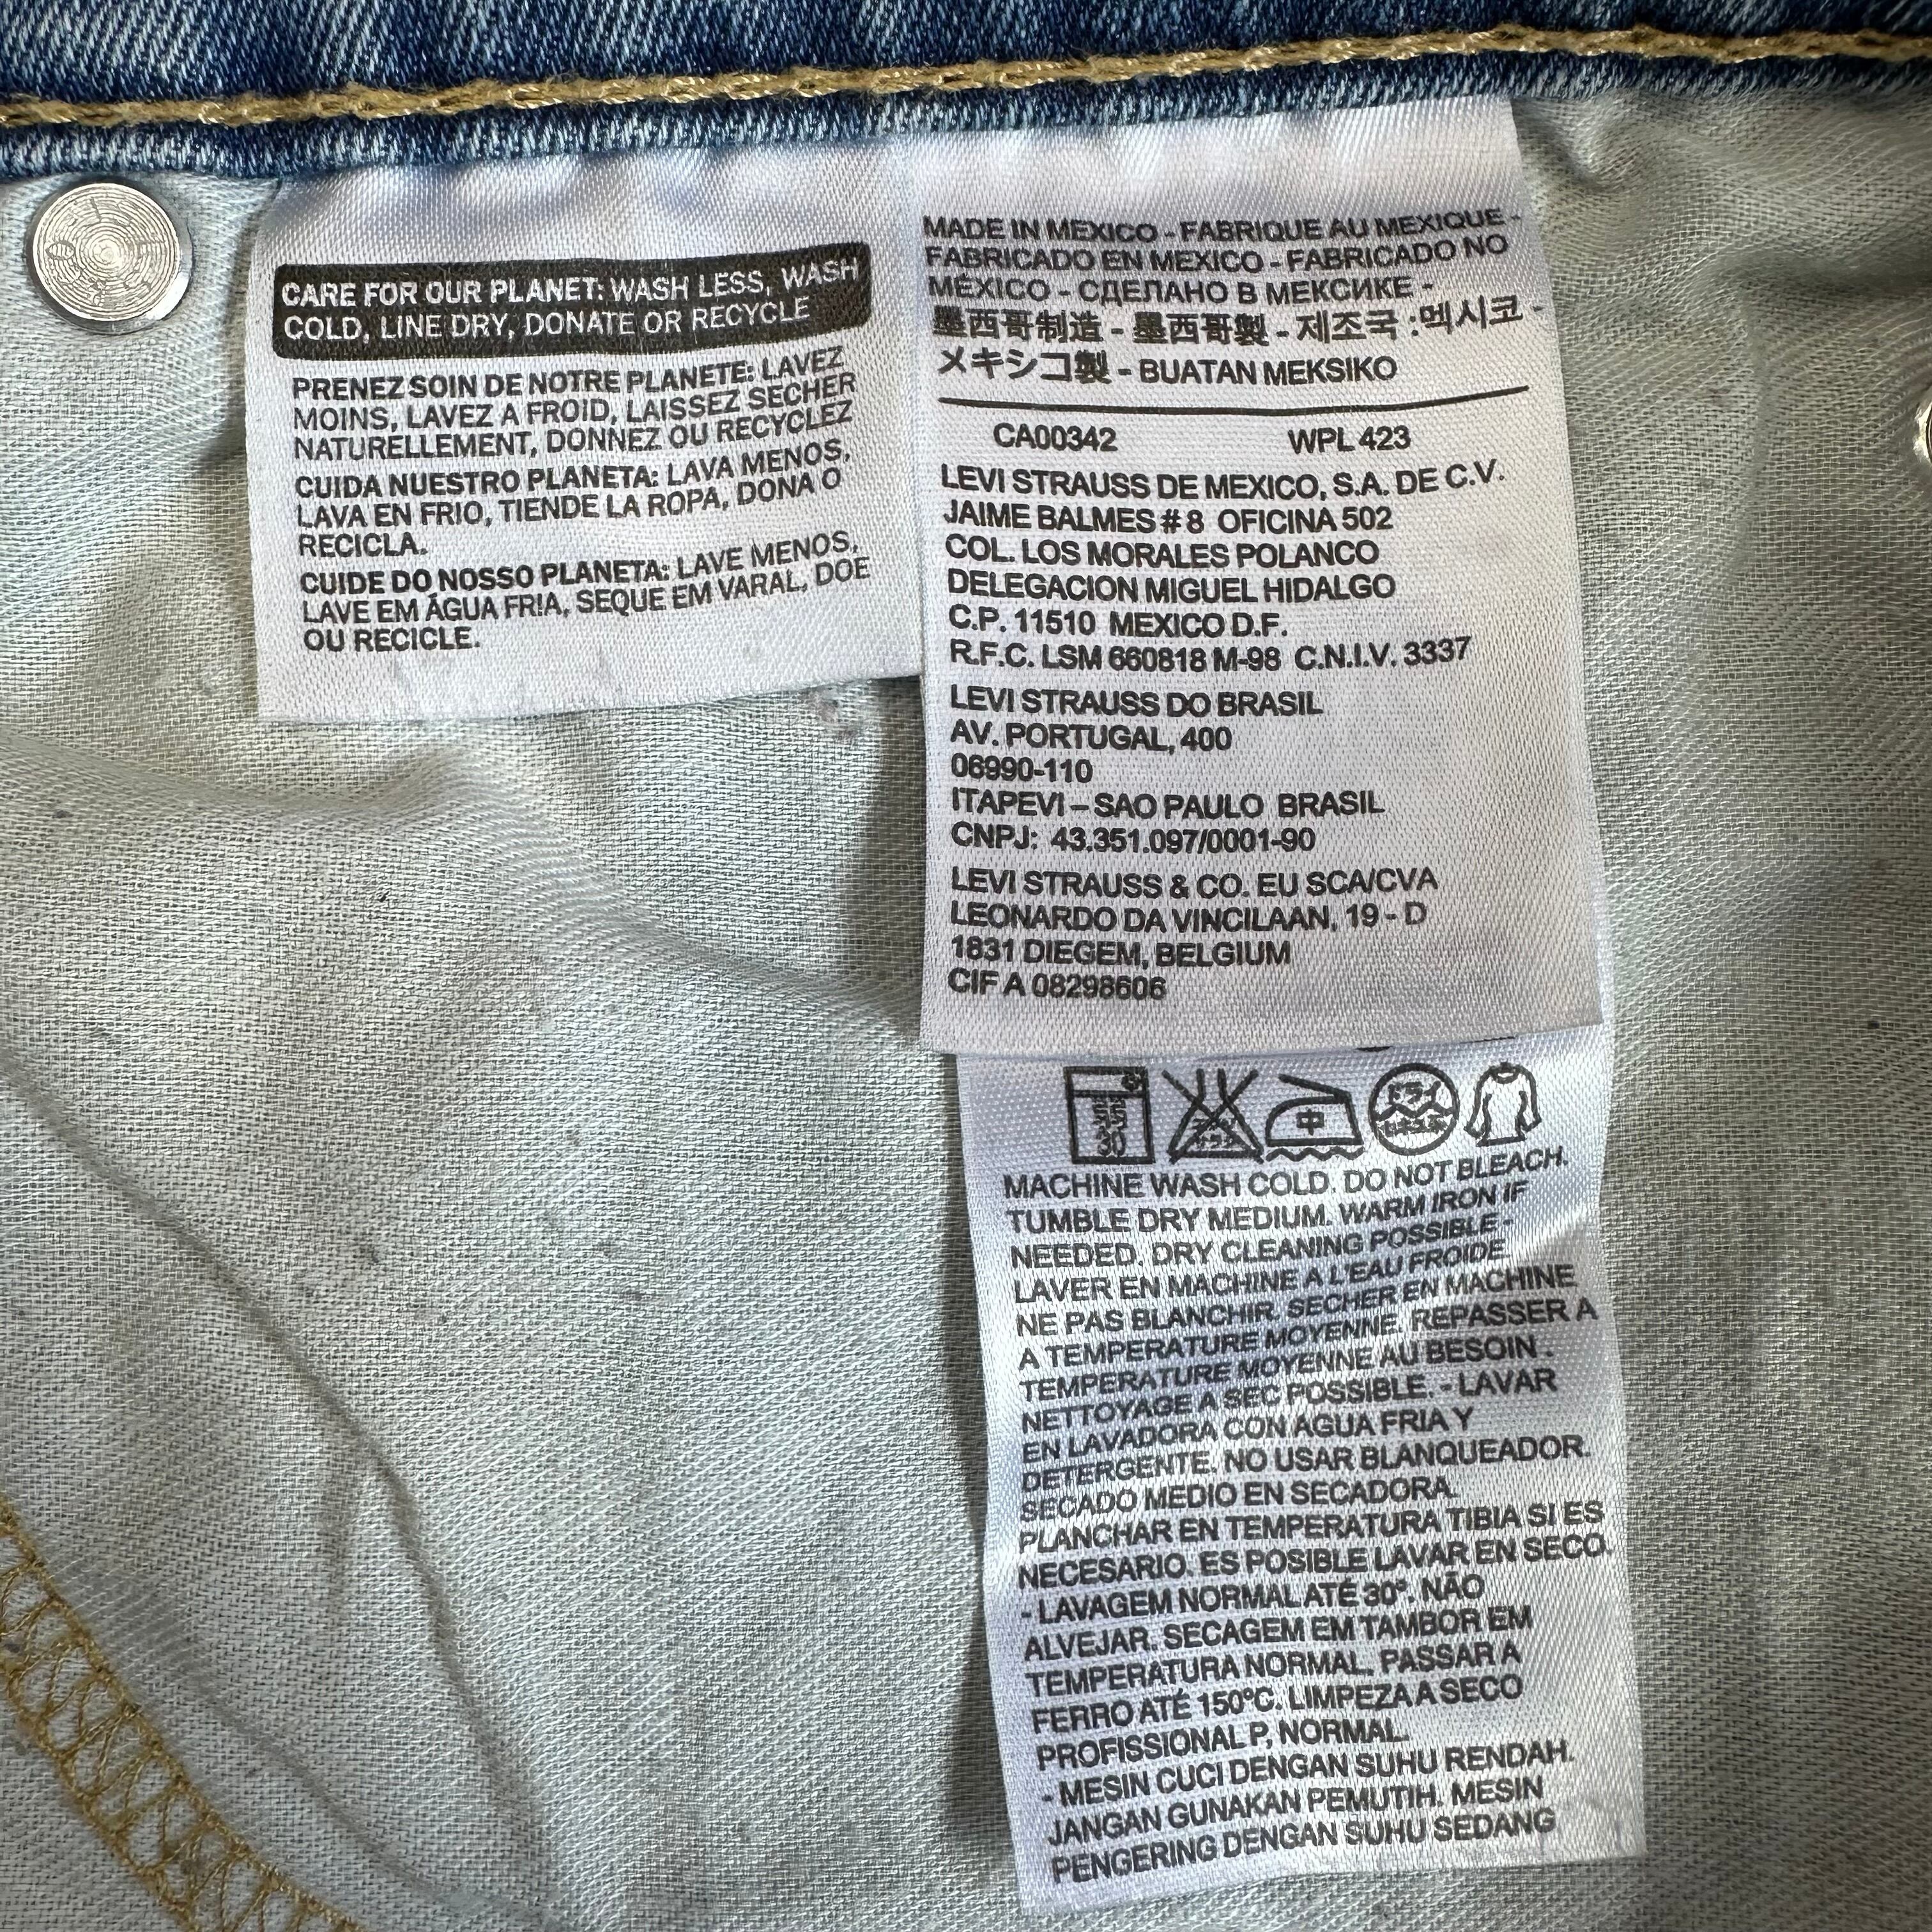 CARE FOR OUR PLANET: WASH LESS, WASH
COLD, LINE DRY, DONATE OR RECYCLE
PRENEZ SOIN DE NOTRE PLANETE: LAVEZ
MOINS, LAVEZ A FROID, LAISSEZ SECHER
NATURELLEMENT, DONNEZ OU RECYCLEZ
CUIDA NUESTRO PLANETA: LAVA MENOS,
LAVA EN FRIO, TIENDE LA ROPA, DONA O
RECICLA.
CUIDE DO NOSSO PLANETA: LAVE MENOS,
LAVE EM ÁGUA FRIA, SEQUE EM VARAL, DOE
OU RECICLE.
MADE IN MEXICO - FABRIQUE AU MEXIQUE -
FABRICADO EN MEXICO - FABRICADO NO
MÉXICO - СДЕЛАНО В МЕКСИКЕ -
墨西哥制造 - 墨西哥製 - 제조국 :멕시코 -
メキシコ製 - BUATAN MEKSIKO
CA00342 WPL 423
LEVI STRAUSS DE MEXICO, S.A. DE C.V.
JAIME BALMES # 8 OFICINA 502
COL. LOS MORALES POLANCO
DELEGACION MIGUEL HIDALGO
C.P. 11510 MEXICO D.F.
R.F.C. LSM 660818 M-98 C.N.I.V. 3337
LEVI STRAUSS DO BRASIL
AV. PORTUGAL, 400
06990-110
ITAPEVI – SAO PAULO BRASIL
CNPJ: 43.351.097/0001-90
LEVI STRAUSS & CO. EU SCA/CVA
LEONARDO DA VINCILAAN, 19 - D
1831 DIEGEM, BELGIUM
CIF A 08298606
中 ドライ
MACHINE WASH COLD. DO NOT BLEACH.
TUMBLE DRY MEDIUM. WARM IRON IF
NEEDED. DRY CLEANING POSSIBLE -
LAVER EN MACHINE A L'EAU FROIDE
NE PAS BLANCHIR. SECHER EN MACHINE
A TEMPERATURE MOYENNE. REPASSER A
TEMPERATURE MOYENNE AU BESOIN .
NETTOYAGE A SEC POSSIBLE. - LAVAR
EN LAVADORA CON AGUA FRIA Y
DETERGENTE. NO USAR BLANQUEADOR.
SECADO MEDIO EN SECADORA.
PLANCHAR EN TEMPERATURA TIBIA SI ES
NECESARIO. ES POSIBLE LAVAR EN SECO.
- LAVAGEM NORMAL ATÉ 30º. NÃO
ALVEJAR. SECAGEM EM TAMBOR EM
TEMPERATURA NORMAL. PASSAR A
FERRO ATÉ 150ºC. LIMPEZA A SECO
PROFISSIONAL P, NORMAL.
- MESIN CUCI DENGAN SUHU RENDAH.
JANGAN GUNAKAN PEMUTIH. MESIN
PENGERING DENGAN SUHU SEDANG